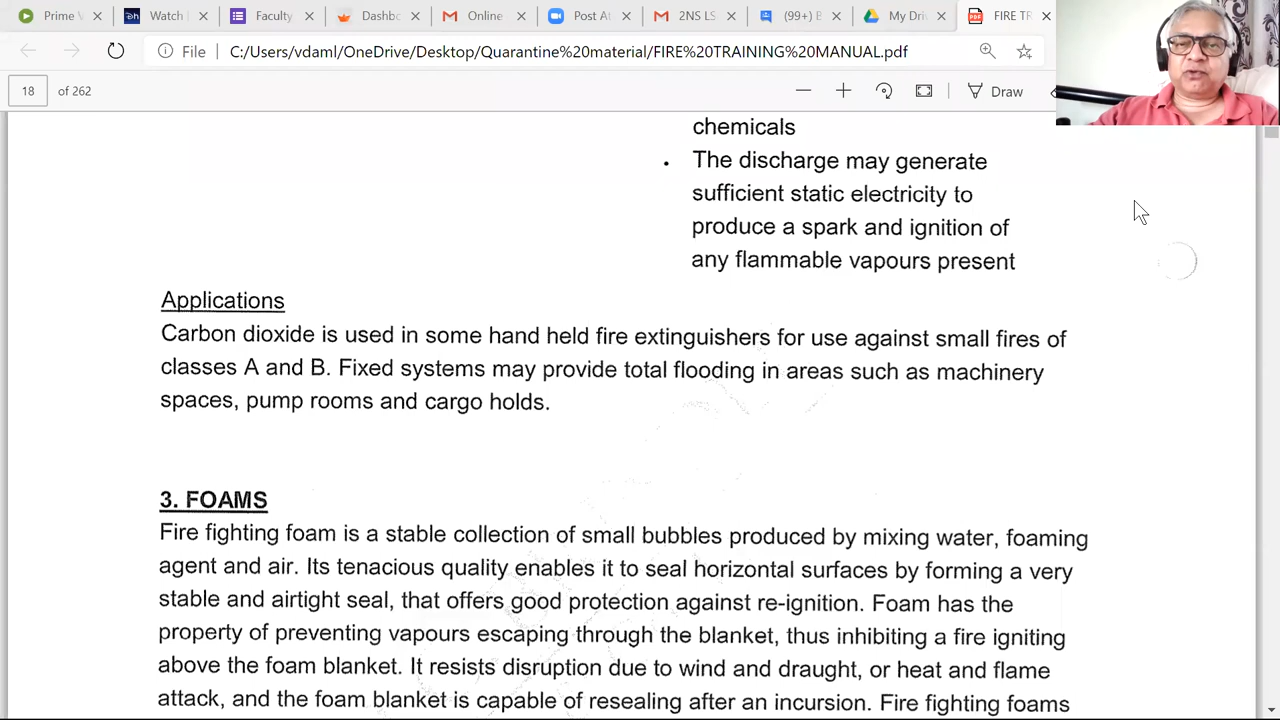 Prime
Watch
Faculty
Dashb
Online
Post At
2NS
(99+)
My Dri
FIRE TR
File
C:/Users/vdaml/OneDrive/Desktop/Quarantine%20material/FIRE%20TRAINING%20MANUAL.pdf
18 of 262
Draw
chemicals
• The discharge may generate
sufficient static electricity to
produce a spark and ignition of
any flammable vapours present
Applications
Carbon dioxide is used in some hand held fire extinguishers for use against small fires of
classes A and B. Fixed systems may provide total flooding in areas such as machinery
spaces, pump rooms and cargo holds.
3. FOAMS
Fire fighting foam is a stable collection of small bubbles produced by mixing water, foaming
agent and air. Its tenacious quality enables it to seal horizontal surfaces by forming a very
stable and airtight seal, that offers good protection against re-ignition. Foam has the
property of preventing vapours escaping through the blanket, thus inhibiting a fire igniting
above the foam blanket. It resists disruption due to wind and draught, or heat and flame
attack, and the foam blanket is capable of resealing after an incursion. Fire fighting foams